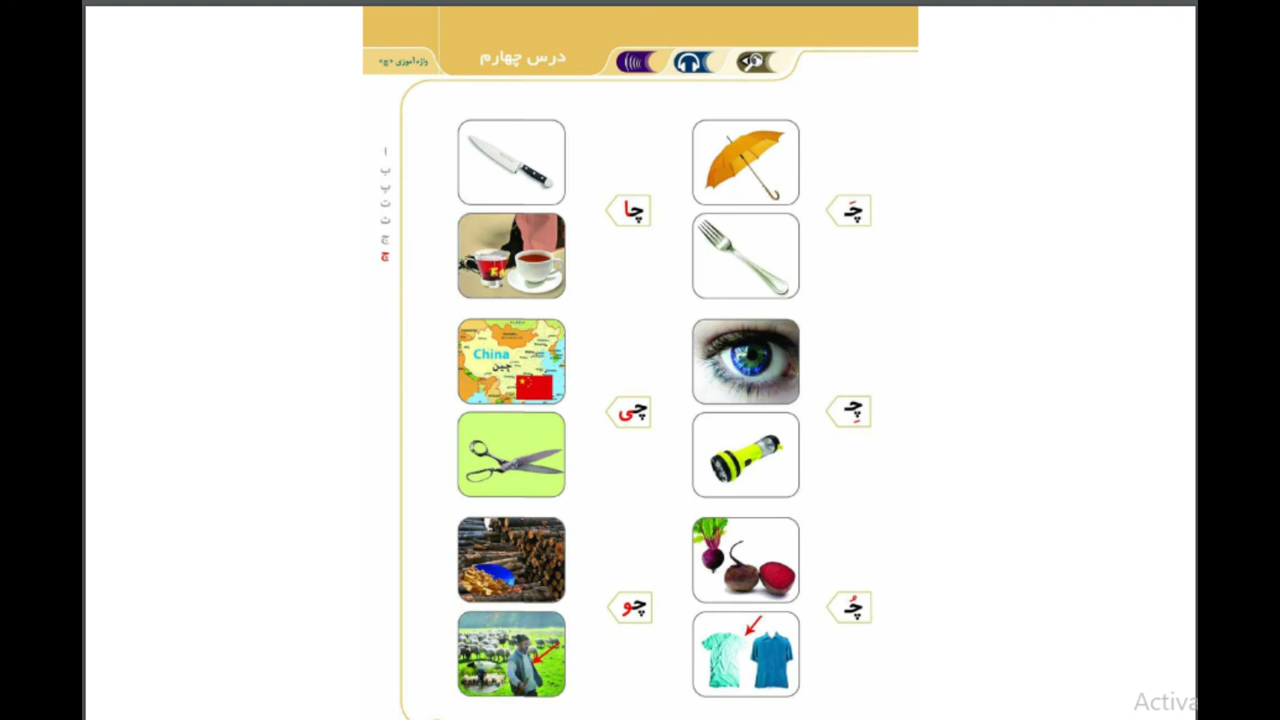 درس چهارم
واژه‌آموزی «چ»
ا
ب
پ
ت
ن
ج
چ
چَـ
چا
چِـ
China
چین
چی
چُـ
چو
Activa